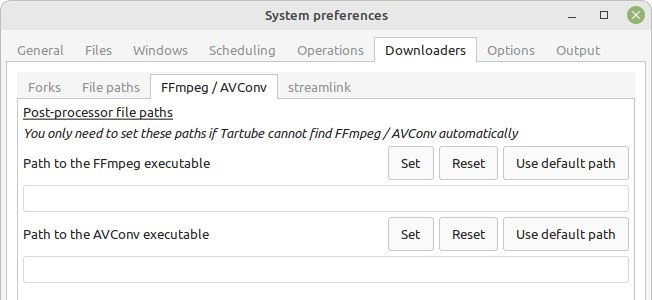 System preferences
General Files Windows Scheduling Operations Downloaders Options Output
Forks File paths FFmpeg / AVConv streamlink
Post-processor file paths
You only need to set these paths if Tartube cannot find FFmpeg / AVConv automatically
Path to the FFmpeg executable Set Reset Use default path
Path to the AVConv executable Set Reset Use default path